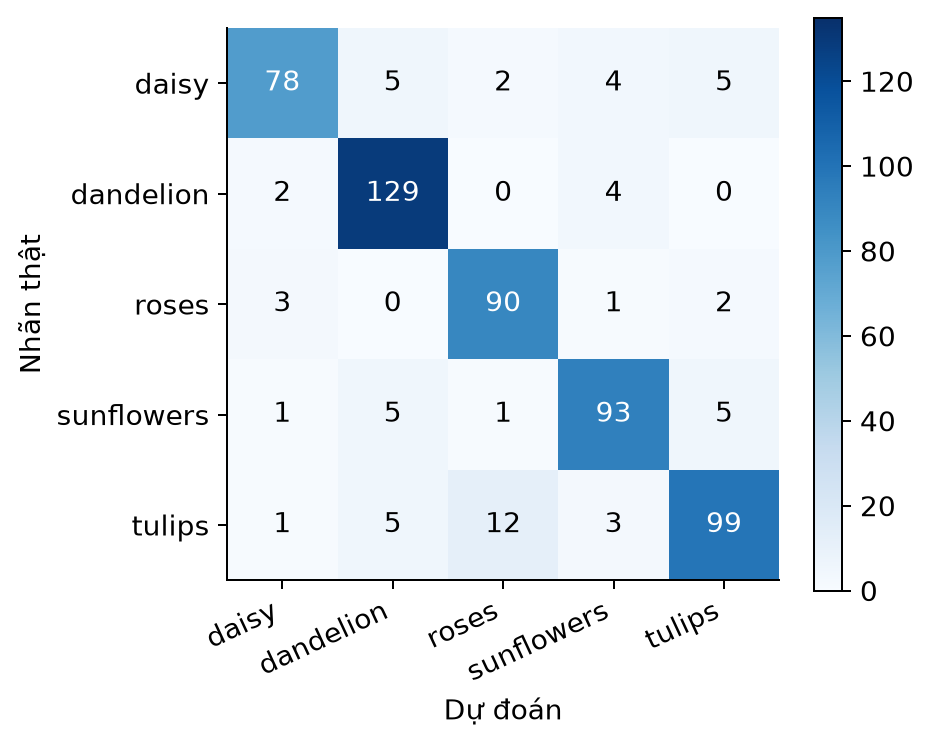 daisy 78 5 2 4 5
dandelion 2 129 0 4 0
roses 3 0 90 1 2
sunflowers 1 5 1 93 5
tulips 1 5 12 3 99
Nhãn thật
daisy dandelion roses sunflowers tulips
Dự đoán
120
100
80
60
40
20
0